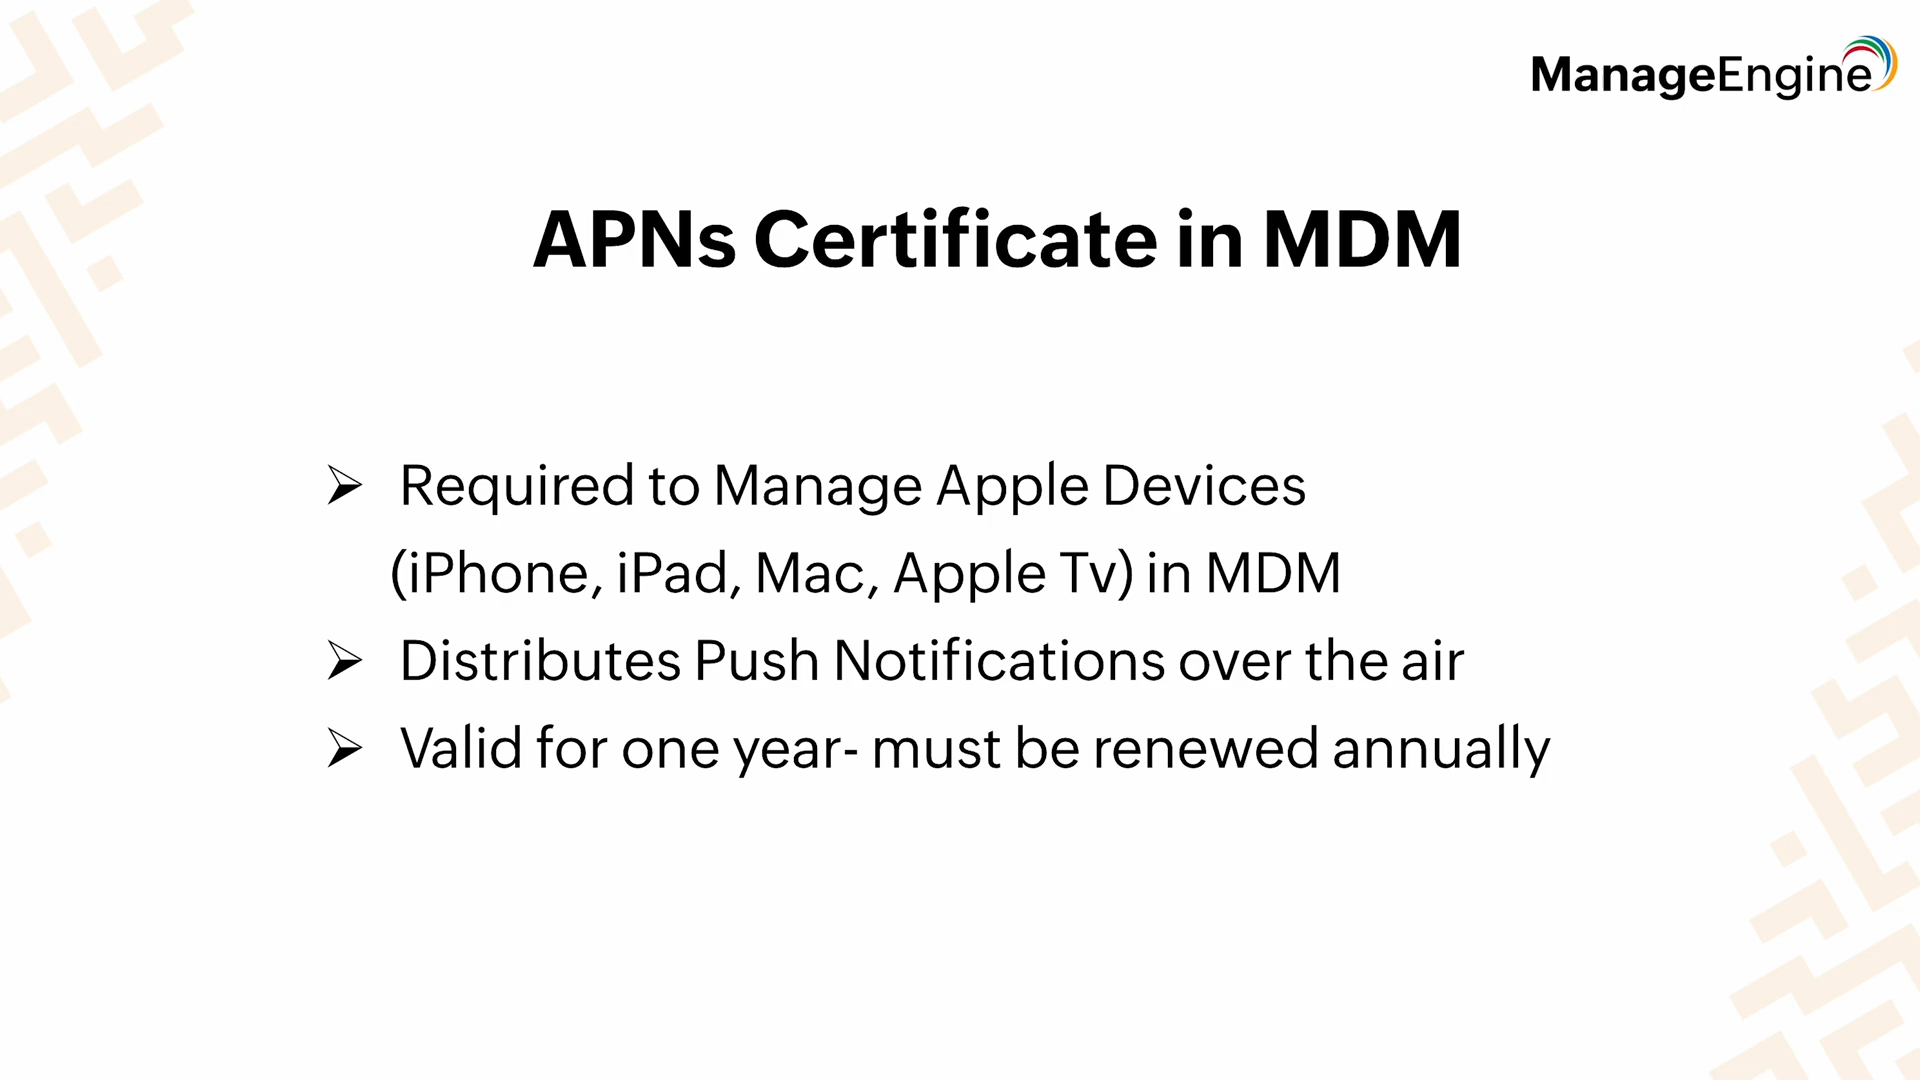 ManageEngine
APNs Certificate in MDM
➢ Required to Manage Apple Devices
(iPhone, iPad, Mac, Apple Tv) in MDM
➢ Distributes Push Notifications over the air
➢ Valid for one year- must be renewed annually